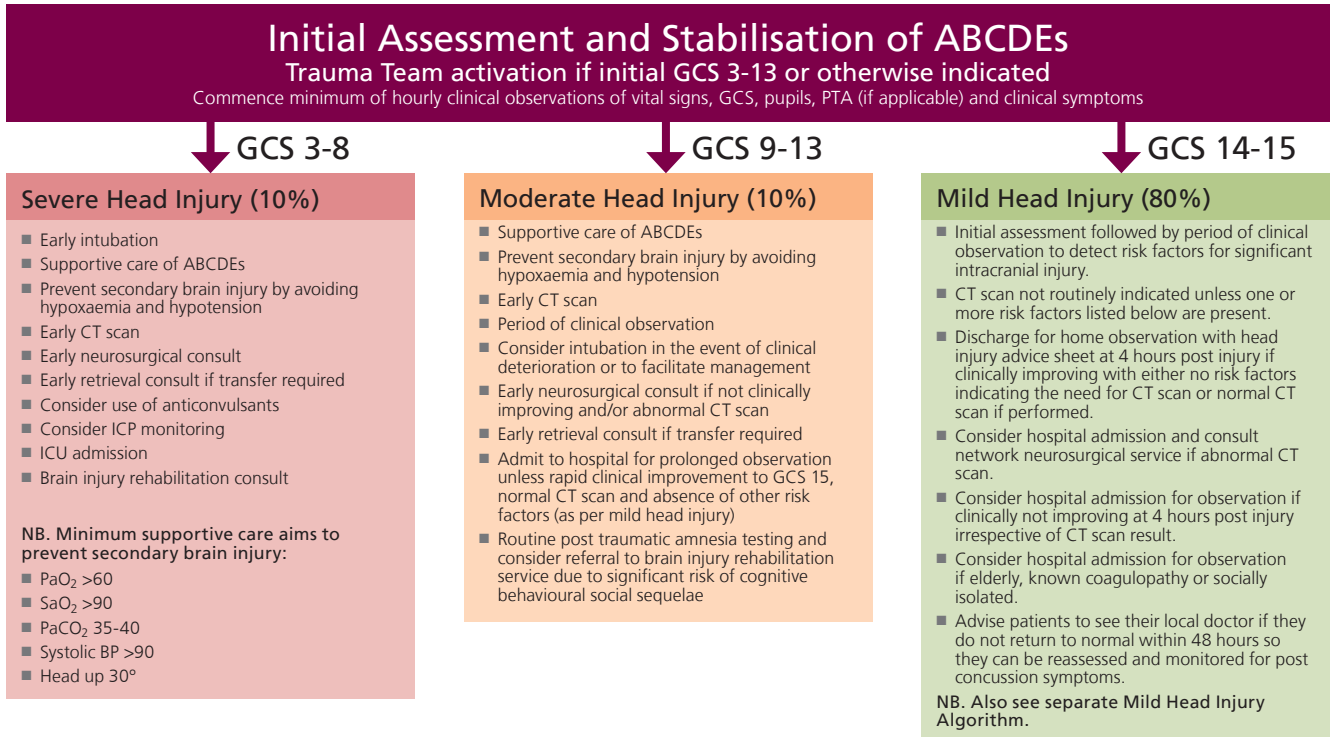 Initial Assessment and Stabilisation of ABCDEs
Trauma Team activation if initial GCS 3-13 or otherwise indicated
Commence minimum of hourly clinical observations of vital signs, GCS, pupils, PTA (if applicable) and clinical symptoms
GCS 3-8
Severe Head Injury (10%)
■ Early intubation
■ Supportive care of ABCDEs
■ Prevent secondary brain injury by avoiding
hypoxaemia and hypotension
■ Early CT scan
■ Early neurosurgical consult
■ Early retrieval consult if transfer required
■ Consider use of anticonvulsants
■ Consider ICP monitoring
■ ICU admission
■ Brain injury rehabilitation consult
NB. Minimum supportive care aims to
prevent secondary brain injury:
■ PaO₂ >60
■ SaO₂ >90
■ PaCO₂ 35-40
■ Systolic BP >90
■ Head up 30º
GCS 9-13
Moderate Head Injury (10%)
■ Supportive care of ABCDEs
■ Prevent secondary brain injury by avoiding
hypoxaemia and hypotension
■ Early CT scan
■ Period of clinical observation
■ Consider intubation in the event of clinical
deterioration or to facilitate management
■ Early neurosurgical consult if not clinically
improving and/or abnormal CT scan
■ Early retrieval consult if transfer required
■ Admit to hospital for prolonged observation
unless rapid clinical improvement to GCS 15,
normal CT scan and absence of other risk
factors (as per mild head injury)
■ Routine post traumatic amnesia testing and
consider referral to brain injury rehabilitation
service due to significant risk of cognitive
behavioural social sequelae
GCS 14-15
Mild Head Injury (80%)
■ Initial assessment followed by period of clinical
observation to detect risk factors for significant
intracranial injury.
■ CT scan not routinely indicated unless one or
more risk factors listed below are present.
■ Discharge for home observation with head
injury advice sheet at 4 hours post injury if
clinically improving with either no risk factors
indicating the need for CT scan or normal CT
scan if performed.
■ Consider hospital admission and consult
network neurosurgical service if abnormal CT
scan.
■ Consider hospital admission for observation if
clinically not improving at 4 hours post injury
irrespective of CT scan result.
■ Consider hospital admission for observation
if elderly, known coagulopathy or socially
isolated.
■ Advise patients to see their local doctor if they
do not return to normal within 48 hours so
they can be reassessed and monitored for post
concussion symptoms.
NB. Also see separate Mild Head Injury
Algorithm.